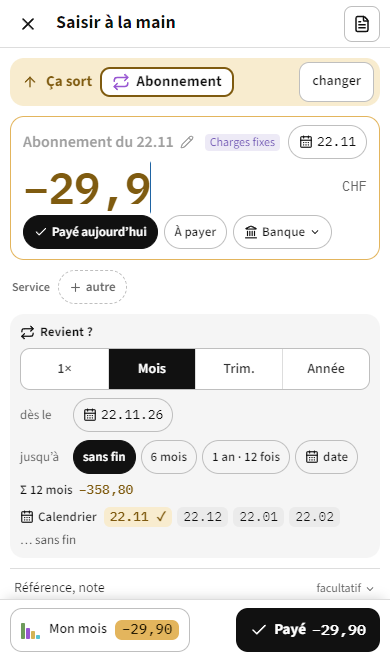 Saisir à la main
Ça sort Abonnement changer
Abonnement du 22.11 Charges fixes 22.11
−29,9 CHF
Payé aujourd'hui À payer Banque
Service + autre
Revient ?
1× Mois Trim. Année
dès le 22.11.26
jusqu'à sans fin 6 mois 1 an · 12 fois date
Σ 12 mois −358,80
Calendrier 22.11 ✓ 22.12 22.01 22.02
… sans fin
Référence, note facultatif
Mon mois −29,90 Payé −29,90